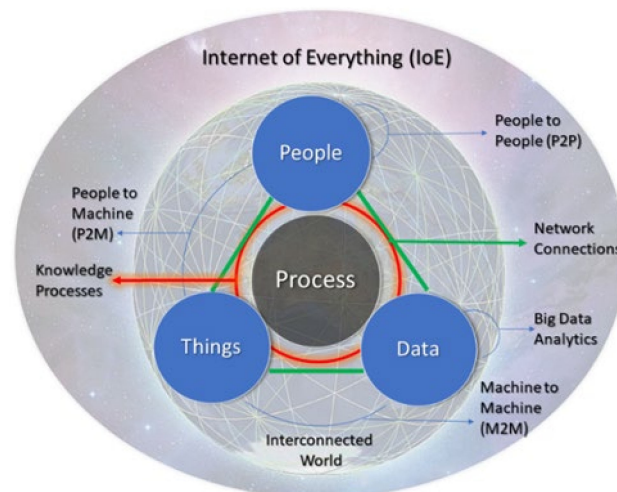 Internet of Everything (IoE)
People to
People (P2P)
People
People to
Machine
(P2M)
Network
Connections
Knowledge
Processes
Process
Things
Data
Big Data
Analytics
Machine to
Machine
(M2M)
Interconnected
World